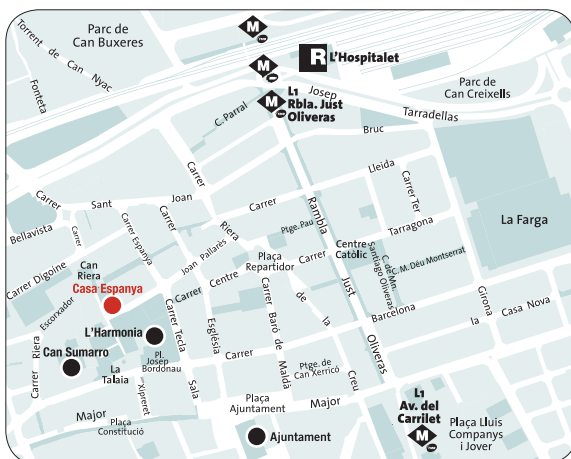 Parc de
Can Buxeres
Torrent de Can Nyac
Fonteta
M
M
R L'Hospitalet
M
L1
Rbla. Just
Oliveras
Josep
Tarradellas
Parc de
Can Creixells
C. Parral
Bruc
Carrer
Sant
Joan
Bellavista
Carrer
Carrer Espanya
Carrer
Carrer
Riera
Carrer
Lleida
Carrer Ter
Tarragona
La Farga
Rambla
Just
Oliveras
Ptge. Pau
Centre
Catòlic
C. de Mn.
Santiago Oliveras
C. M. Déu Montserrat
Carrer Digoine
Can
Riera
Casa Espanya
Joan Pallarès
Plaça
Repartidor
Carrer
Centre
Carrer
de
la
Creu
Escorxador
L'Harmonia
Can Sumarro
Carrer Riera
La
Talaia
Xipreret
Pl.
Josep
Bordonau
Carrer Tecla
Sala
Església
Carrer
Carrer Baró de Maldà
Barcelona
Girona
la
Casa Nova
Ptge. de
Can Xerricó
Major
Plaça
Constitució
Plaça
Ajuntament
Major
Ajuntament
L1
Av. del
Carrilet
M
Plaça Lluis
Companys
i Jover